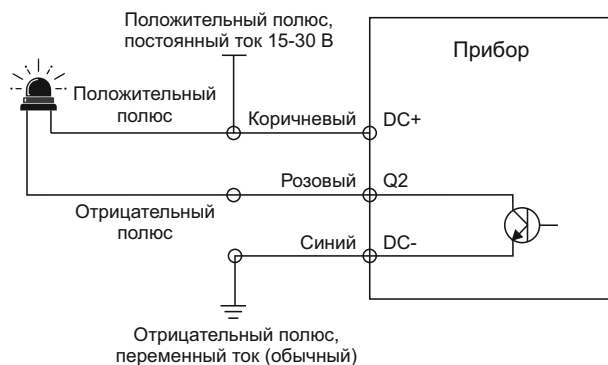 Положительный полюс,
постоянный ток 15-30 В
Прибор
Положительный
полюс
Коричневый
DC+
Розовый
Q2
Отрицательный
полюс
Синий
DC-
Отрицательный полюс,
переменный ток (обычный)